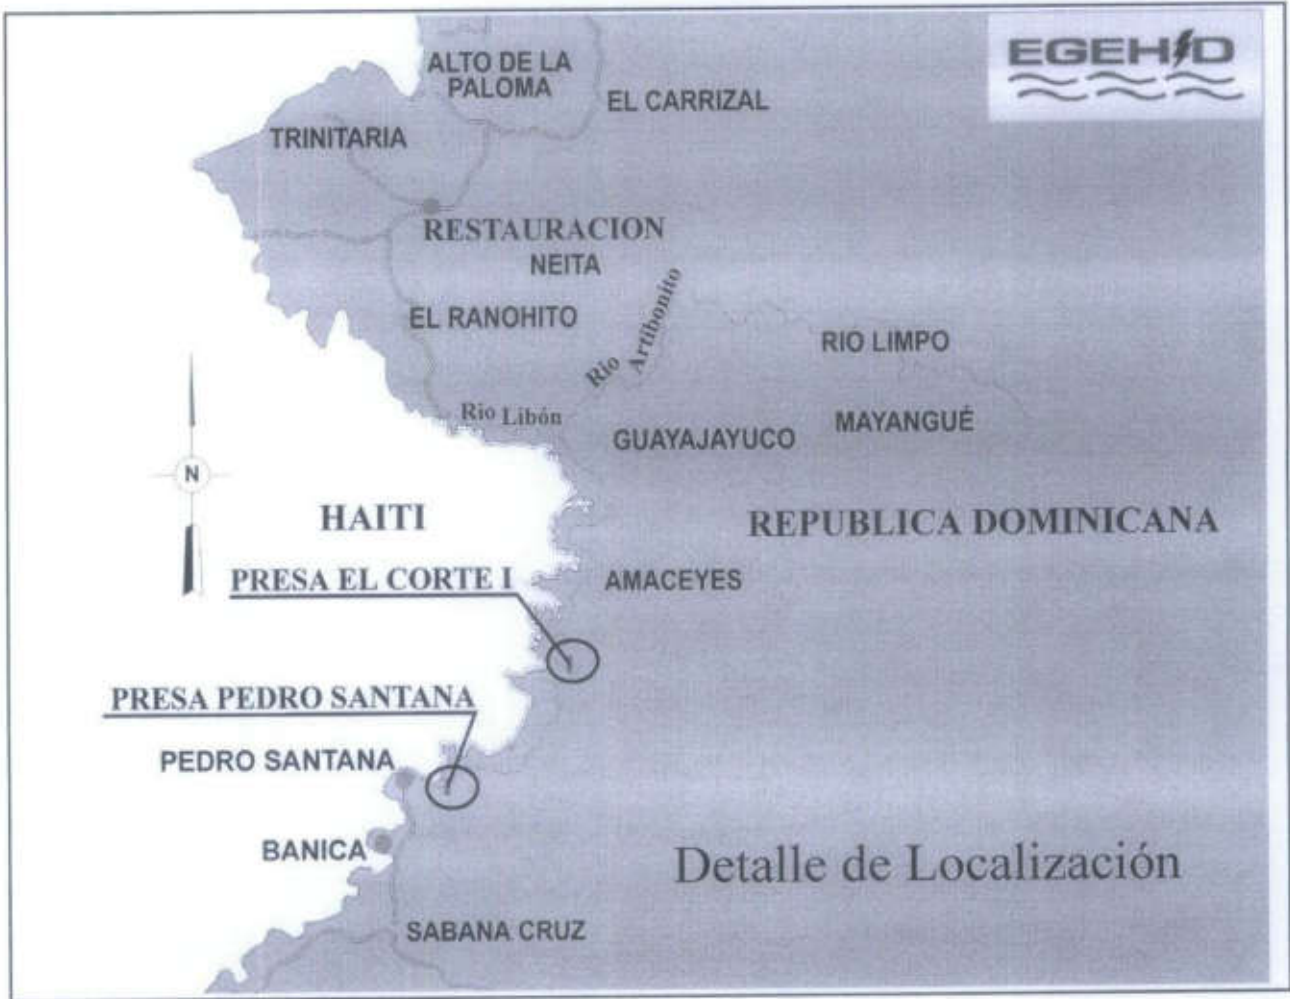 EGEHID
ALTO DE LA
PALOMA
EL CARRIZAL
TRINITARIA
RESTAURACION
NEITA
EL RANOHITO
Rio Artibonito
RIO LIMPO
Rio Libón
MAYANGUÉ
GUAYAJAYUCO
N
HAITI
REPUBLICA DOMINICANA
PRESA EL CORTE I
AMACEYES
PRESA PEDRO SANTANA
PEDRO SANTANA
BANICA
Detalle de Localización
SABANA CRUZ